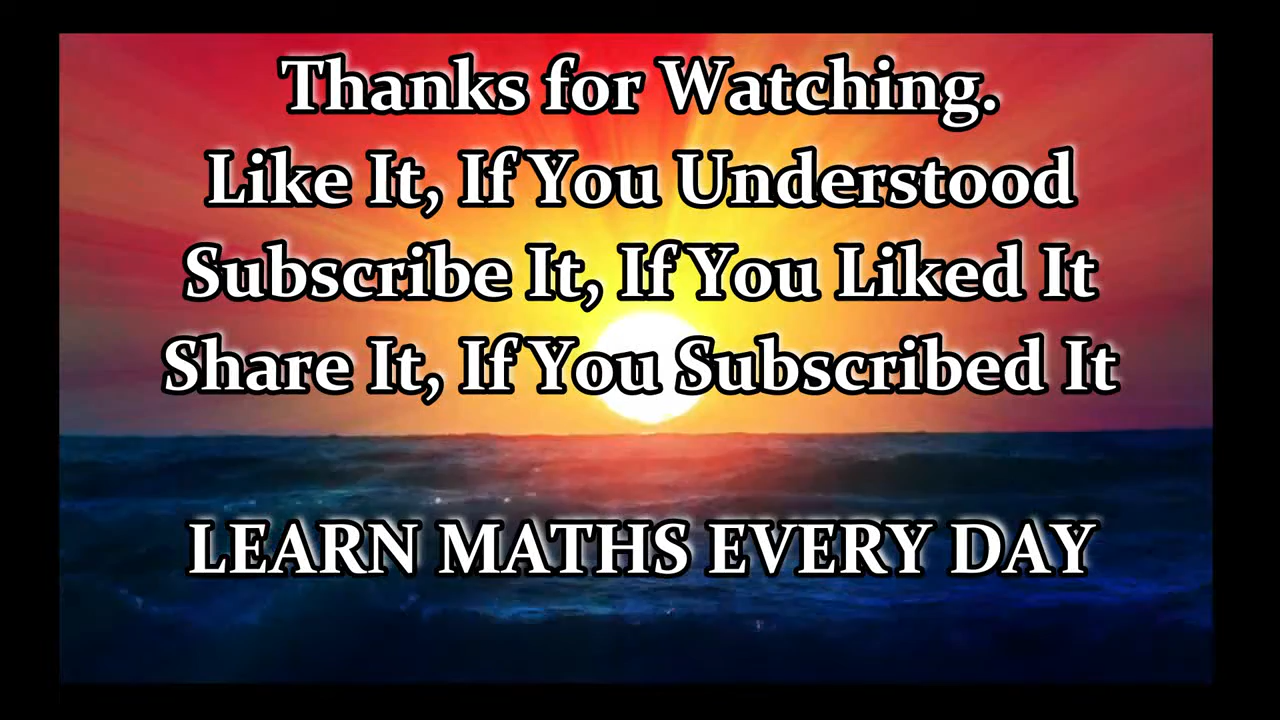 Thanks for Watching.
Like It, If You Understood
Subscribe It, If You Liked It
Share It, If You Subscribed It
LEARN MATHS EVERY DAY